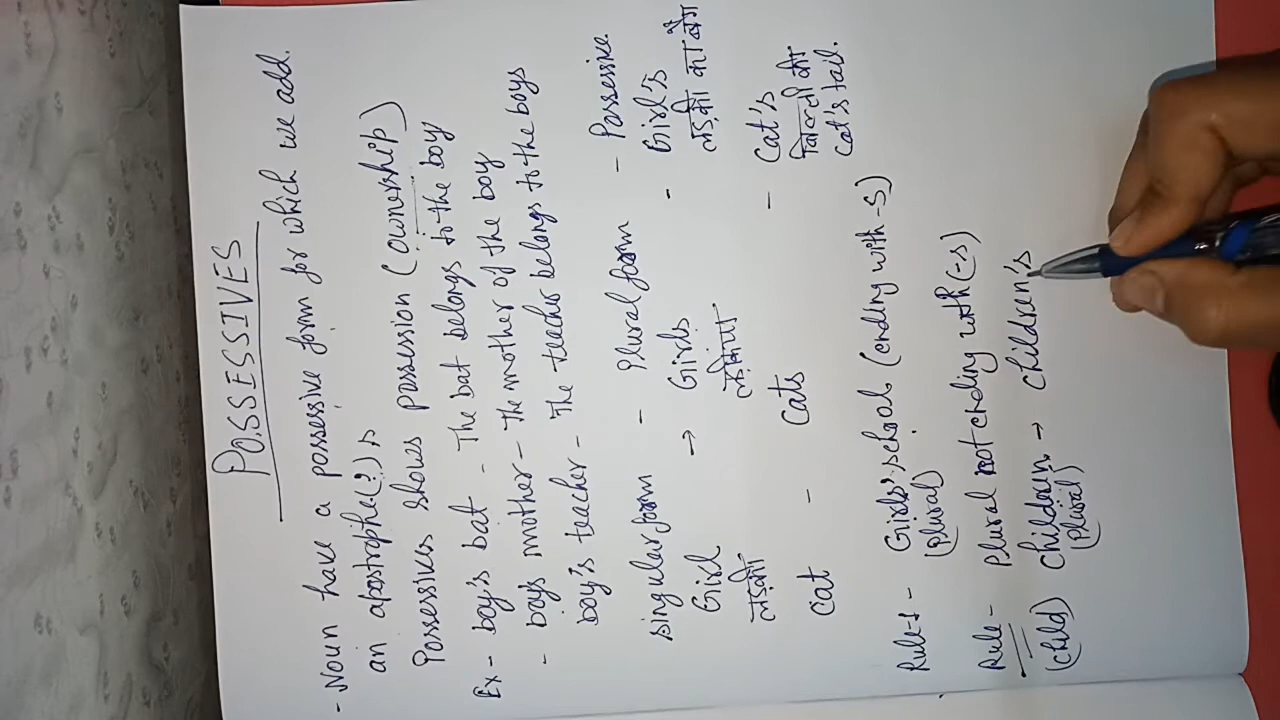 POSSESSIVES
- Noun have a possessive form for which we add.
an apostrophe(')s
Possessives shows possession (ownership)
Ex - boy's bat - The bat belongs to the boy
- boys mother - The mother of the boy
boy's teacher - The teacher belongs to the boys
singular form - Plural form - Possessive
Girl → Girls - Girl's
लड़की लड़कियाँ लड़की का बैग
Cat - Cats - Cat's
बिल्ली की
Cat's tail.
Rule-1 - Girls' school (ending with -s)
(Plural)
Rule - Plural not ending with (-s)
(child) Children → children's
(Plural)